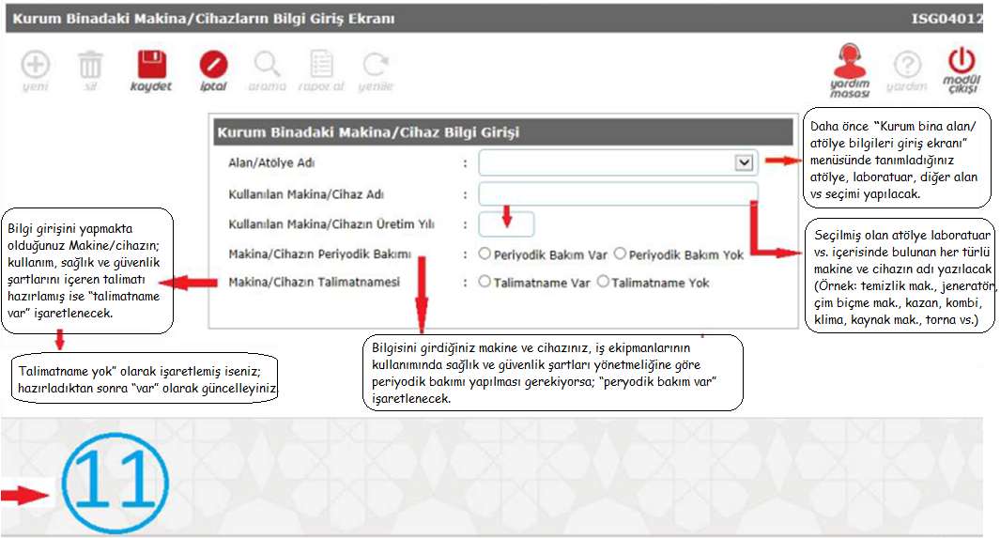 Kurum Binadaki Makina/Cihazların Bilgi Giriş Ekranı ISG04012
yeni sil kaydet iptal arama rapor al yenile yardım masası yardım modül çıkışı
Kurum Binadaki Makina/Cihaz Bilgi Girişi
Alan/Atölye Adı :
Kullanılan Makina/Cihaz Adı :
Kullanılan Makina/Cihazın Üretim Yılı :
Makina/Cihazın Periyodik Bakımı : Periyodik Bakım Var Periyodik Bakım Yok
Makina/Cihazın Talimatnamesi : Talimatname Var Talimatname Yok
Daha önce “Kurum bina alan/
atölye bilgileri giriş ekranı”
menüsünde tanımladığınız
atölye, laboratuar, diğer alan
vs seçimi yapılacak.
Seçilmiş olan atölye laboratuar
vs. içerisinde bulunan her türlü
makine ve cihazın adı yazılacak
(Örnek: temizlik mak., jeneratör,
çim biçme mak., kazan, kombi,
klima, kaynak mak., torna vs.)
Bilgi girişini yapmakta
olduğunuz Makine/cihazın;
kullanım, sağlık ve güvenlik
şartlarını içeren talimatı
hazırlamış ise “talimatname
var” işaretlenecek.
Talimatname yok” olarak işaretlemiş iseniz;
hazırladıktan sonra “var” olarak güncelleyiniz.
Bilgisini girdiğiniz makine ve cihazınız, iş ekipmanlarının
kullanımında sağlık ve güvenlik şartları yönetmeliğine göre
periyodik bakımı yapılması gerekiyorsa; “peryodik bakım var”
işaretlenecek.
11